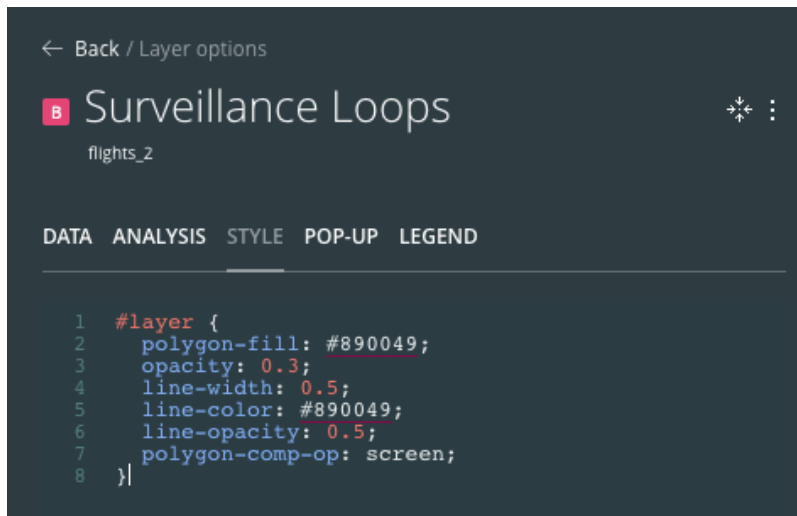 ← Back / Layer options
B Surveillance Loops
flights_2
DATA ANALYSIS STYLE POP-UP LEGEND
1 #layer {
2 polygon-fill: #890049;
3 opacity: 0.3;
4 line-width: 0.5;
5 line-color: #890049;
6 line-opacity: 0.5;
7 polygon-comp-op: screen;
8 }